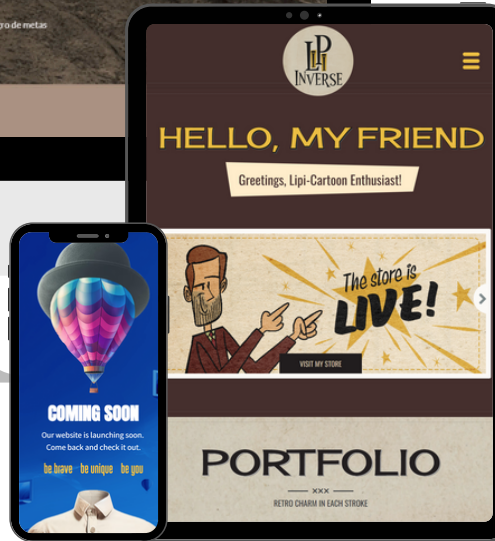 gro de metas
LPH
INVERSE
HELLO, MY FRIEND
Greetings, Lipi-Cartoon Enthusiast!
The store is
LIVE!
VISIT MY STORE
PORTFOLIO
xxx
RETRO CHARM IN EACH STROKE
COMING SOON
Our website is launching soon.
Come back and check it out.
be brave be unique be you